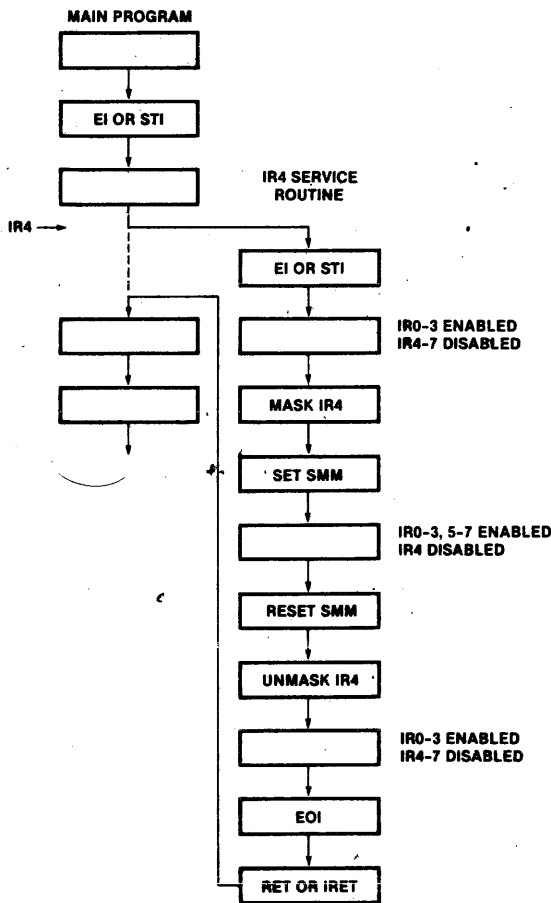 MAIN PROGRAM
EI OR STI
IR4 SERVICE
ROUTINE
IR4
EI OR STI
IR0-3 ENABLED
IR4-7 DISABLED
MASK IR4
SET SMM
IR0-3, 5-7 ENABLED
IR4 DISABLED
RESET SMM
UNMASK IR4
IR0-3 ENABLED
IR4-7 DISABLED
EOI
RET OR IRET